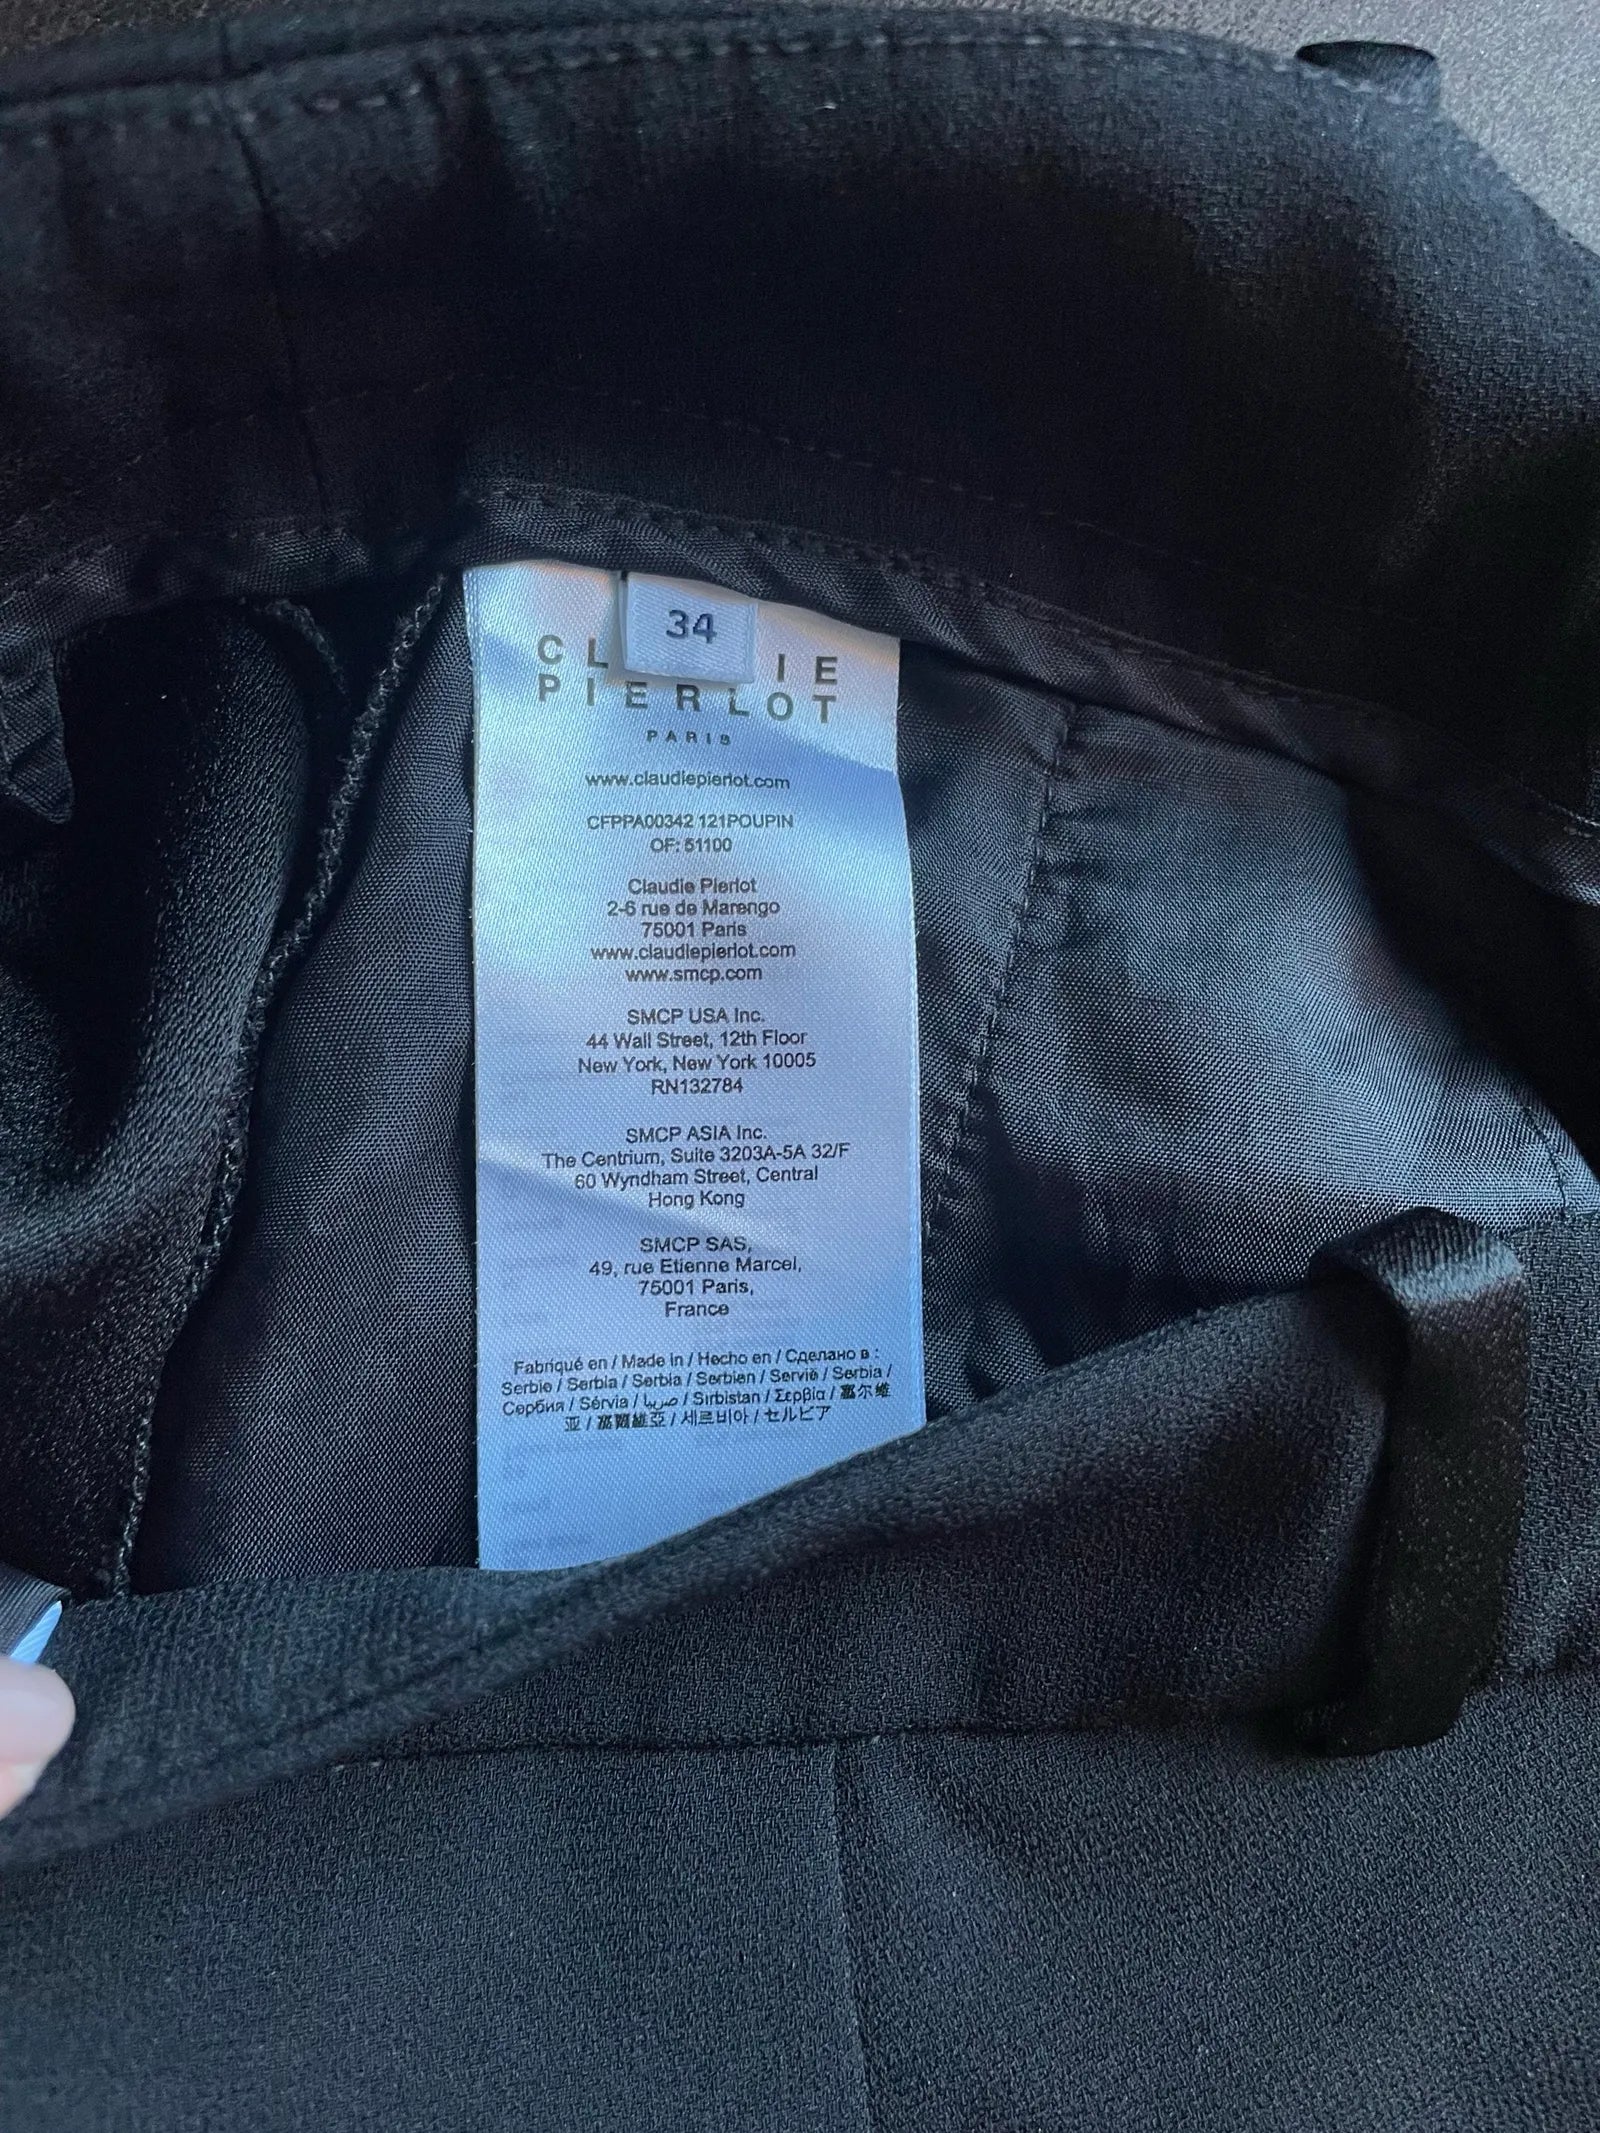 34
CL IE
PIERLOT
PARIS
www.claudiepierlot.com
CFPPA00342 121POUPIN
OF: 51100
Claudie Pierlot
2-6 rue de Marengo
75001 Paris
www.claudiepierlot.com
www.smcp.com
SMCP USA Inc.
44 Wall Street, 12th Floor
New York, New York 10005
RN132784
SMCP ASIA Inc.
The Centrium, Suite 3203A-5A 32/F
60 Wyndham Street, Central
Hong Kong
SMCP SAS,
49, rue Etienne Marcel,
75001 Paris,
France
Fabriqué en / Made in / Hecho en / Сделано в :
Serbie / Serbia / Serbia / Serbien / Servië / Serbia /
Сербия / Sérvia / صربيا / Sırbistan / Σερβία / 塞尔维
亚 / 塞爾維亞 / 세르비아 / セルビア